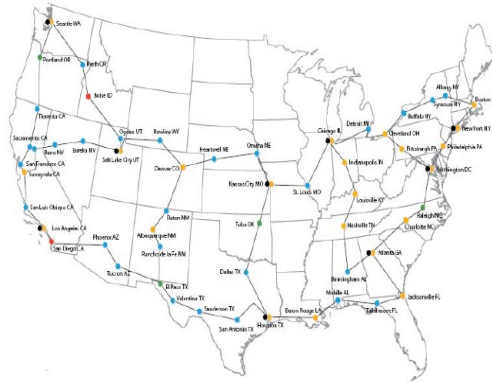 Seattle WA
Portland OR
Boise ID
Sacramento CA
Reno NV
Eureka NV
Ogden UT
Salt Lake City UT
San Francisco CA
Sunnyvale CA
San Luis Obispo CA
Los Angeles CA
San Diego CA
Phoenix AZ
Tucson AZ
El Paso TX
Valentine TX
Sanderson TX
San Antonio TX
Houston TX
Dallas TX
Tulsa OK
Kansas City MO
Omaha NE
Heartwell NE
Denver CO
Rawlins WY
Raton NM
Albuquerque NM
St. Louis MO
Chicago IL
Indianapolis IN
Louisville KY
Nashville TN
Birmingham AL
Atlanta GA
Mobile AL
Baton Rouge LA
Tallahassee FL
Jacksonville FL
Charlotte NC
Raleigh NC
Washington DC
Philadelphia PA
New York NY
Pittsburgh PA
Cleveland OH
Detroit MI
Buffalo NY
Syracuse NY
Albany NY
Boston